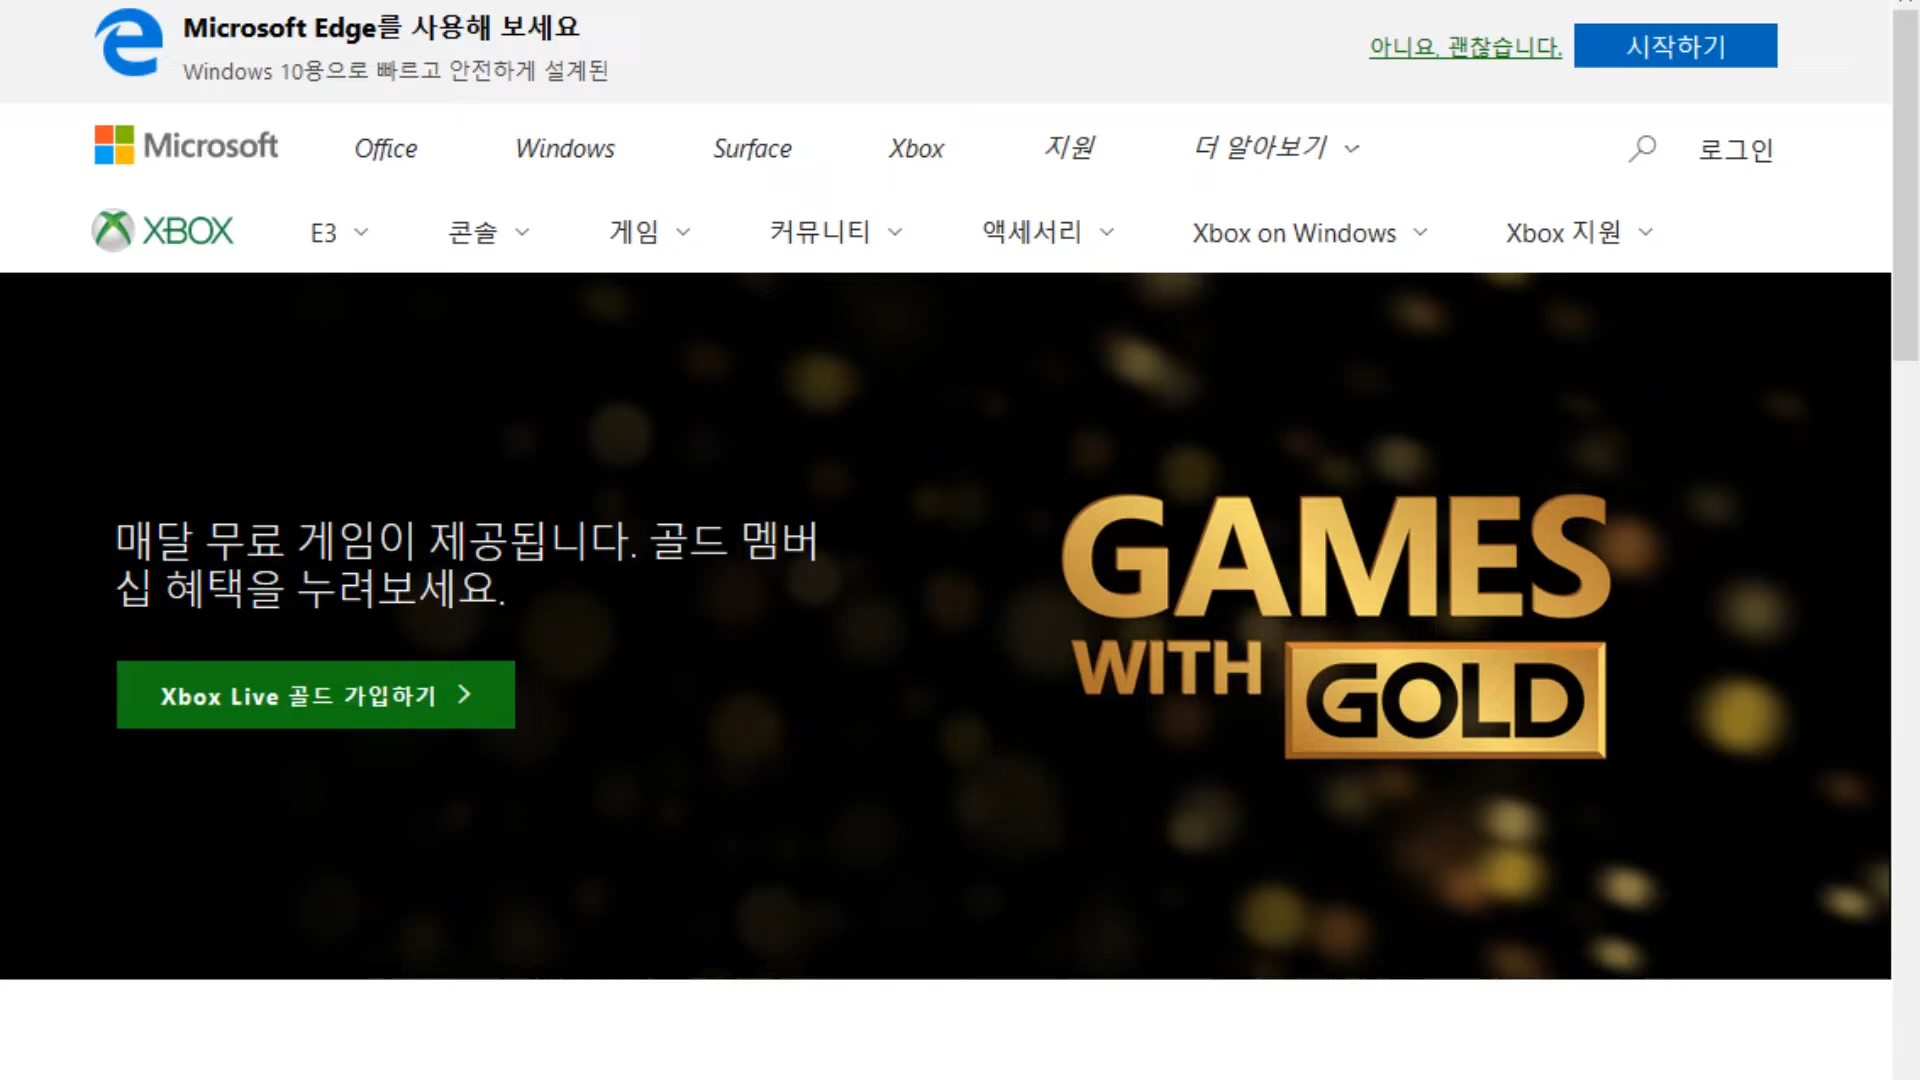 Microsoft Edge를 사용해 보세요
Windows 10용으로 빠르고 안전하게 설계된
아니요, 괜찮습니다.
시작하기
Microsoft
Office
Windows
Surface
Xbox
지원
더 알아보기
로그인
XBOX
E3
콘솔
게임
커뮤니티
액세서리
Xbox on Windows
Xbox 지원
매달 무료 게임이 제공됩니다. 골드 멤버
십 혜택을 누려보세요.
Xbox Live 골드 가입하기
GAMES
WITH GOLD